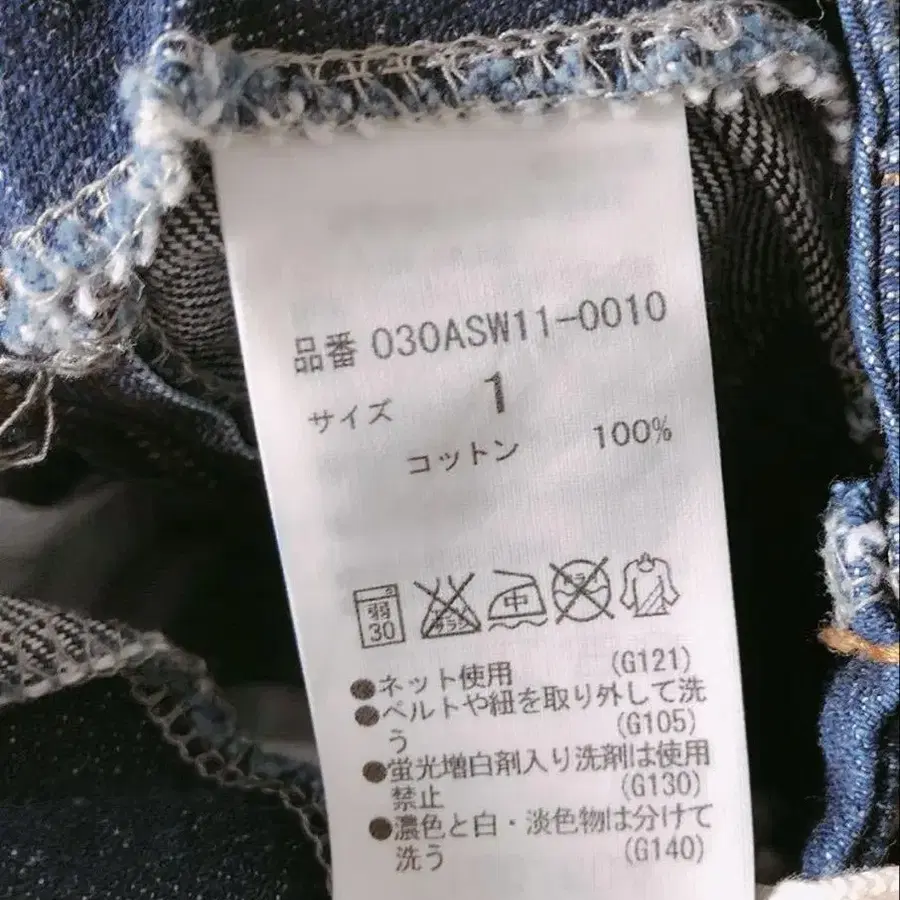 品番 030ASW11-0010
サイズ 1
コットン 100%
弱
30
中
ネット使用 (G121)
ベルトや紐を取り外して洗
う (G105)
蛍光増白剤入り洗剤は使用
禁止 (G130)
濃色と白・淡色物は分けて
洗う (G140)